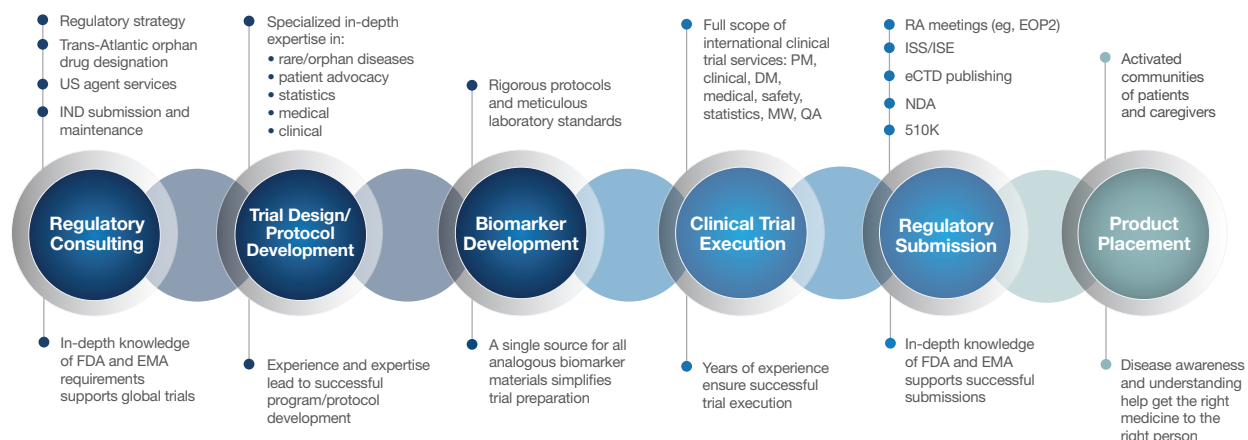 Regulatory strategy
Trans-Atlantic orphan
drug designation
US agent services
IND submission and
maintenance
Regulatory
Consulting
In-depth knowledge
of FDA and EMA
requirements
supports global trials
Specialized in-depth
expertise in:
• rare/orphan diseases
• patient advocacy
• statistics
• medical
• clinical
Trial Design/
Protocol
Development
Experience and expertise
lead to successful
program/protocol
development
Rigorous protocols
and meticulous
laboratory standards
Biomarker
Development
A single source for all
analogous biomarker
materials simplifies
trial preparation
Full scope of
international clinical
trial services: PM,
clinical, DM,
medical, safety,
statistics, MW, QA
Clinical Trial
Execution
Years of experience
ensure successful
trial execution
RA meetings (eg, EOP2)
ISS/ISE
eCTD publishing
NDA
510K
Regulatory
Submission
In-depth knowledge
of FDA and EMA
supports successful
submissions
Activated
communities
of patients
and caregivers
Product
Placement
Disease awareness
and understanding
help get the right
medicine to the
right person